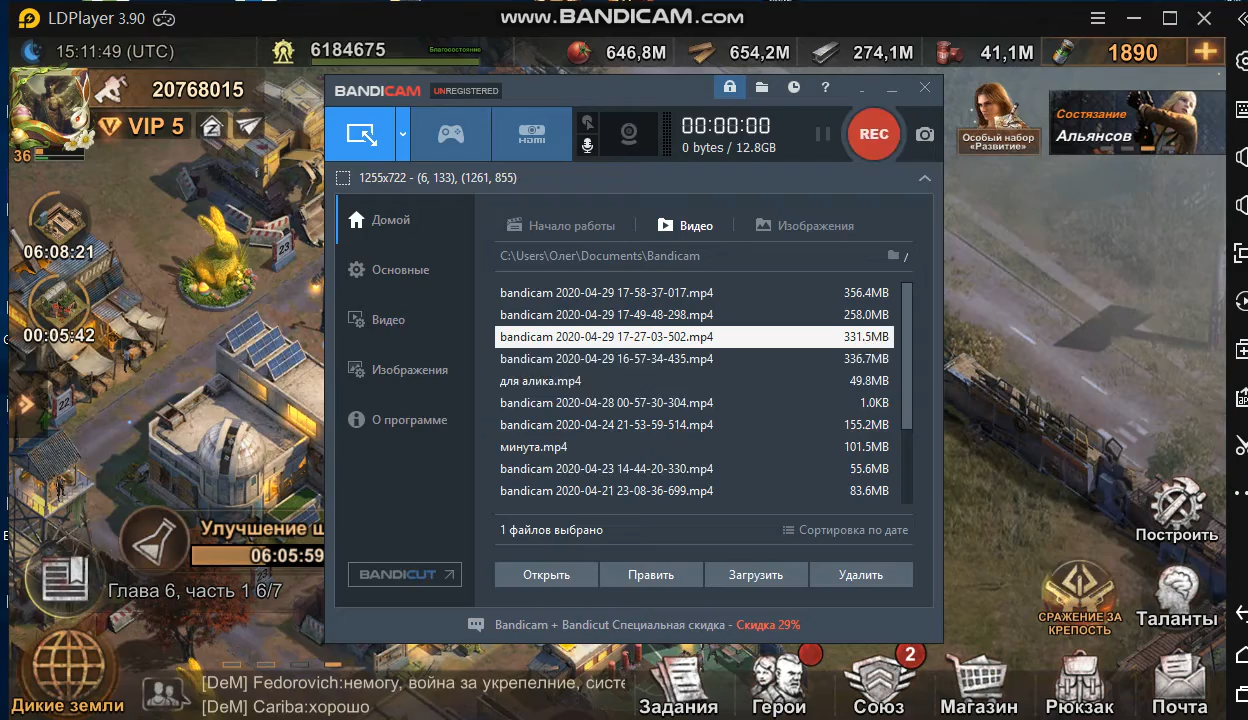 LDPlayer 3.90
www.BANDICAM.com
15:11:49 (UTC)
6184675
Благосостояние
646,8M
654,2M
274,1M
41,1M
1890
20768015
VIP 5
36
BANDICAM UNREGISTERED
?
HDMI
00:00:00
0 bytes / 12.8GB
REC
Особый набор
«Развитие»
Состязание
Альянсов
1255x722 - (6, 133), (1261, 855)
Домой
Основные
Видео
Изображения
О программе
Начало работы
Видео
Изображения
C:\Users\Олег\Documents\Bandicam
/
bandicam 2020-04-29 17-58-37-017.mp4 356.4MB
bandicam 2020-04-29 17-49-48-298.mp4 258.0MB
bandicam 2020-04-29 17-27-03-502.mp4 331.5MB
bandicam 2020-04-29 16-57-34-435.mp4 336.7MB
для алика.mp4 49.8MB
bandicam 2020-04-28 00-57-30-304.mp4 1.0KB
bandicam 2020-04-24 21-53-59-514.mp4 155.2MB
минута.mp4 101.5MB
bandicam 2020-04-23 14-44-20-330.mp4 55.6MB
bandicam 2020-04-21 23-08-36-699.mp4 83.6MB
1 файлов выбрано
Сортировка по дате
BANDICUT
Открыть
Править
Загрузить
Удалить
Bandicam + Bandicut Специальная скидка - Скидка 29%
06:08:21
23
00:05:42
22
Улучшение ш
06:05:59
Глава 6, часть 1 6/7
Построить
СРАЖЕНИЕ ЗА
КРЕПОСТЬ
Таланты
Дикие земли
[DeM] Fedorovich:немогу, война за укрепелние, систе
[DeM] Cariba:хорошо
Задания
Герои
2
Союз
Магазин
Рюкзак
Почта